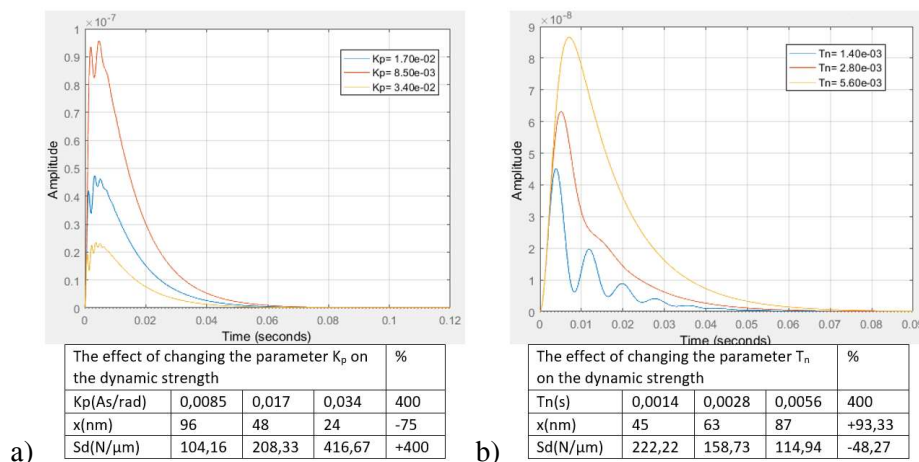 ×10⁻⁷
1
0.9
0.8
0.7
0.6
0.5
0.4
0.3
0.2
0.1
0
Amplitude
Kp= 1.70e-02
Kp= 8.50e-03
Kp= 3.40e-02
0 0.02 0.04 0.06 0.08 0.1 0.12
Time (seconds)
The effect of changing the parameter Kp on the dynamic strength %
Kp(As/rad) 0,0085 0,017 0,034 400
x(nm) 96 48 24 -75
Sd(N/µm) 104,16 208,33 416,67 +400
a)
9 ×10⁻⁸
8
7
6
5
4
3
2
1
0
Amplitude
Tn= 1.40e-03
Tn= 2.80e-03
Tn= 5.60e-03
0 0.01 0.02 0.03 0.04 0.05 0.06 0.07 0.08 0.09
Time (seconds)
The effect of changing the parameter Tn
on the dynamic strength %
Tn(s) 0,0014 0,0028 0,0056 400
x(nm) 45 63 87 +93,33
Sd(N/µm) 222,22 158,73 114,94 -48,27
b)